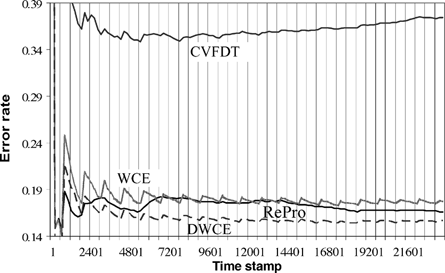 0.39
0.34
0.29
0.24
0.19
0.14
Error rate
CVFDT
WCE
RePro
DWCE
1 2401 4801 7201 9601 12001 14401 16801 19201 21601
Time stamp